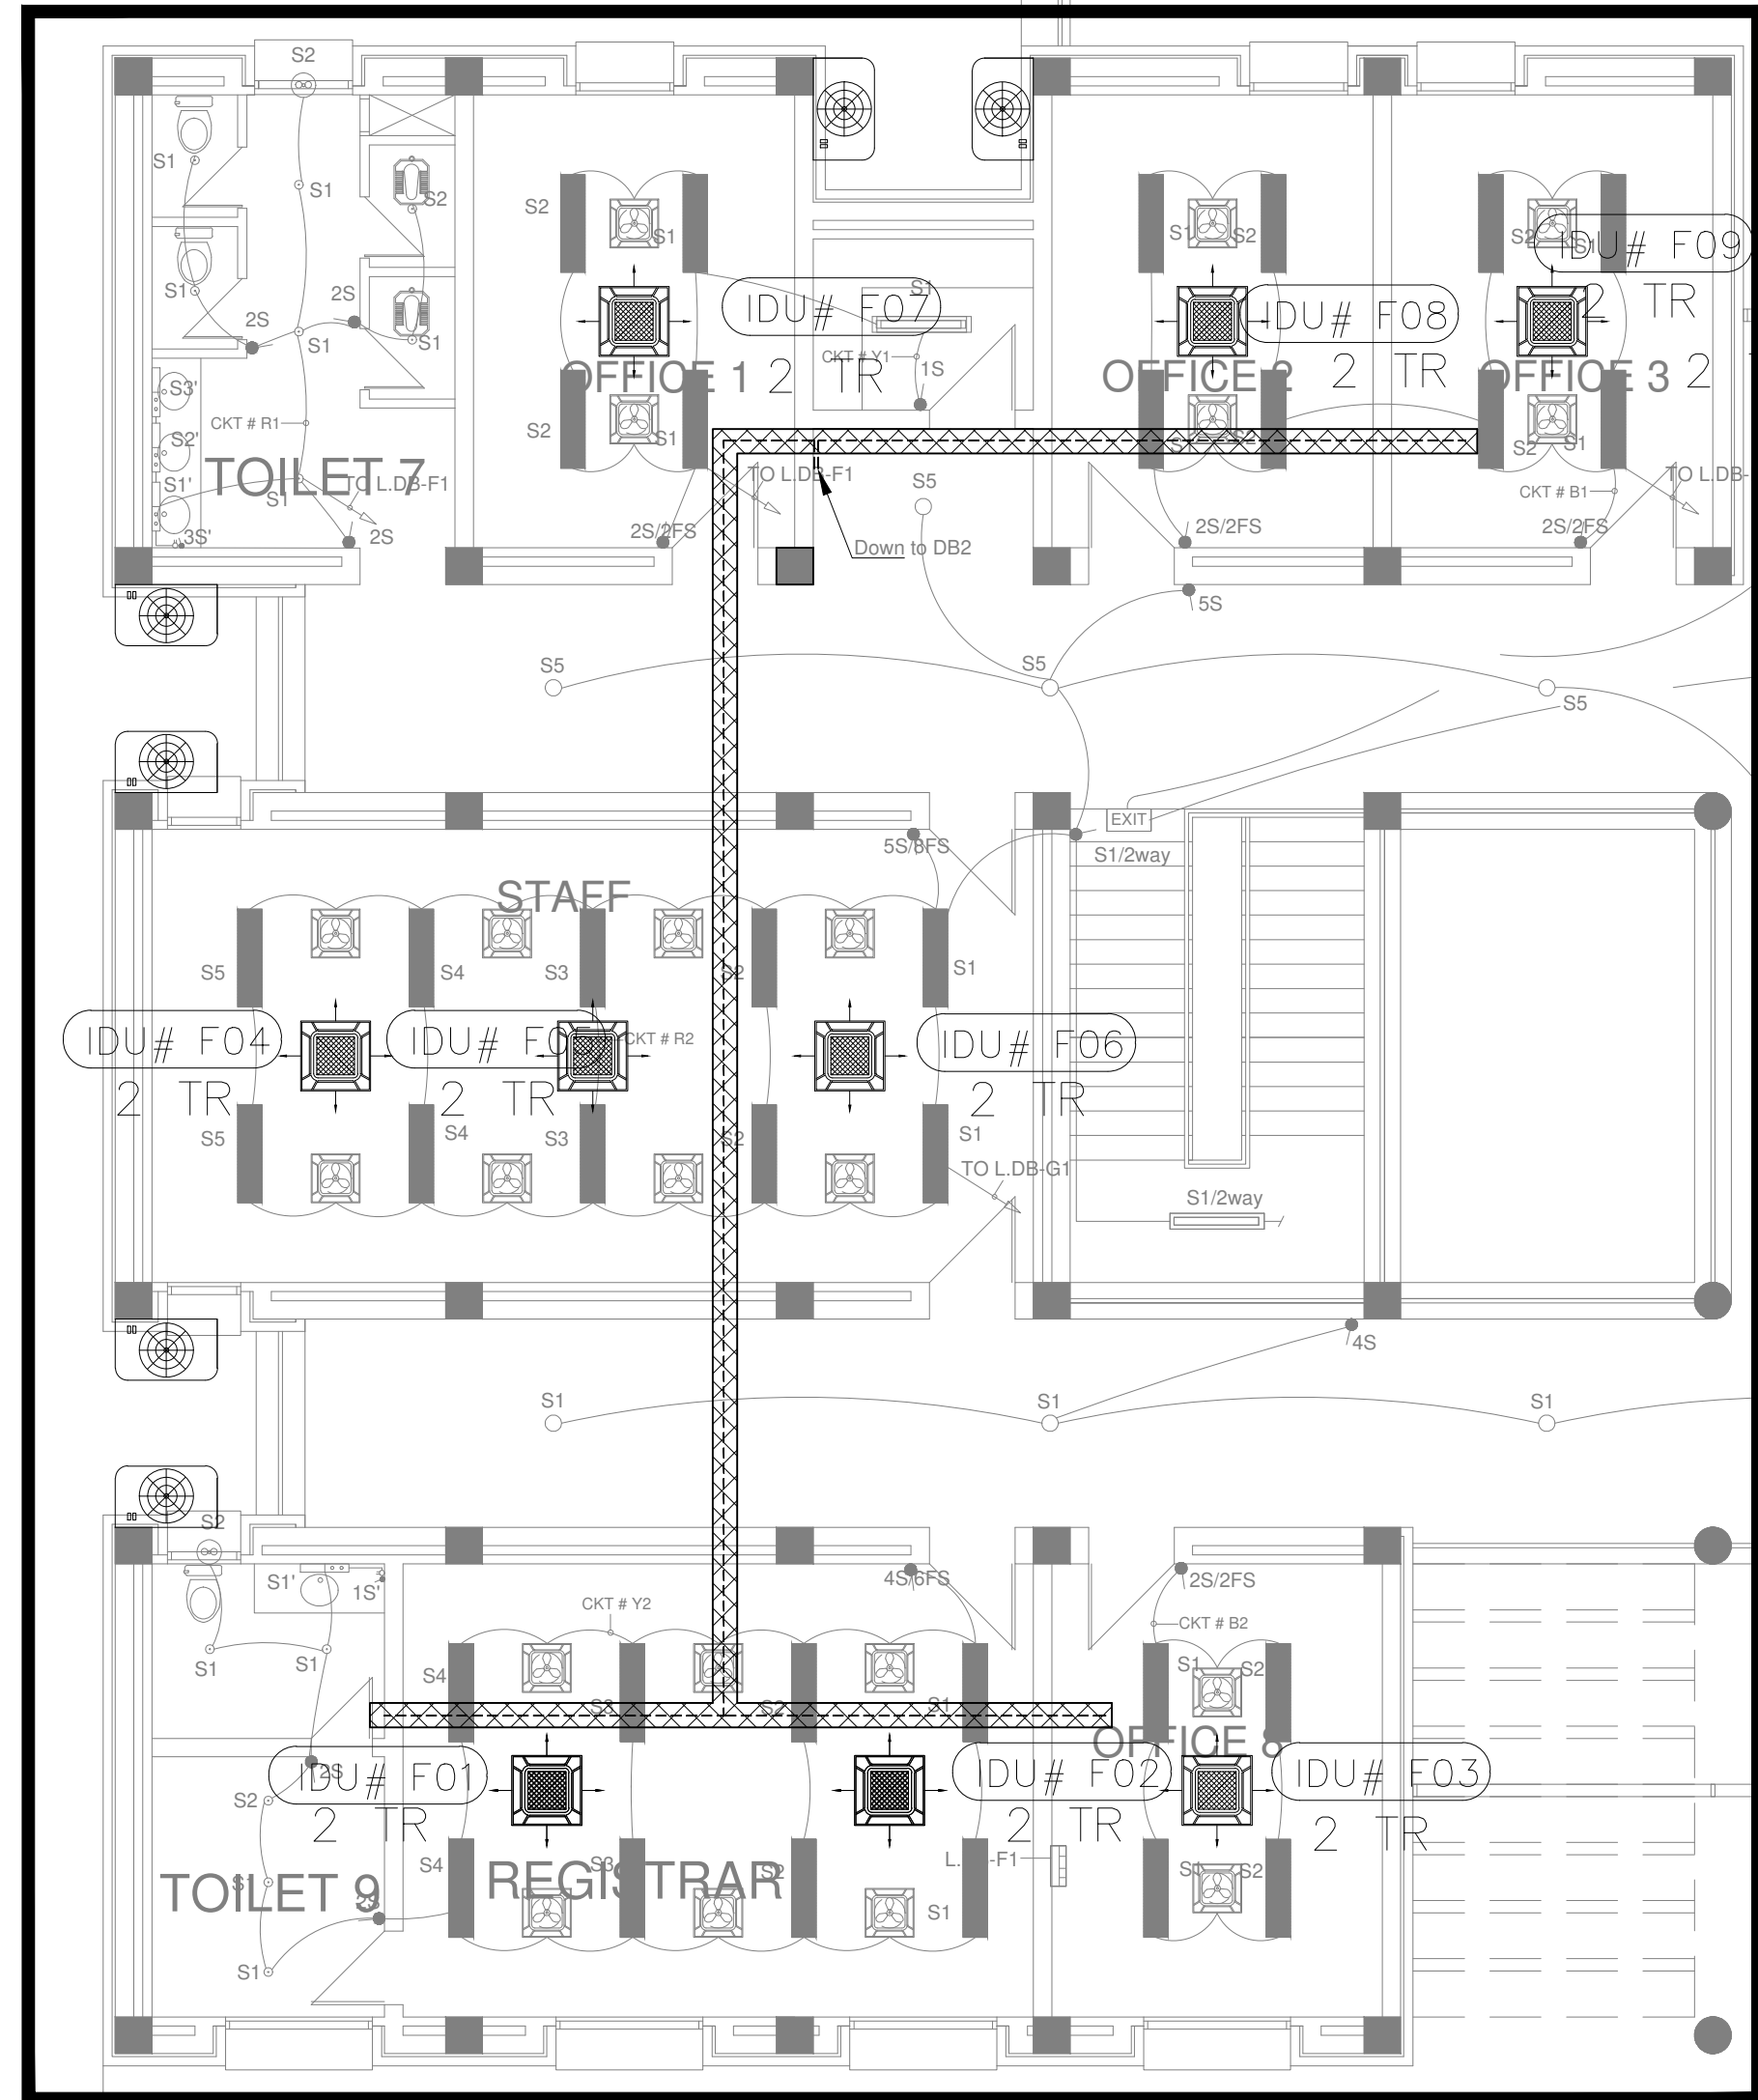 S2
S1
S1
S2
S2
S1
S1
S2
S2
S1
IDU# F09
2 TR
S1
2S
2S
S1
S1
IDU# F07
S1
IDU# F08
CKT # Y1
1S
OFFICE 1
2 TR
OFFICE 2
2 TR
OFFICE 3
2
S3'
S2'
S1'
CKT # R1
TOILET 7
S1
TO L.DB-F1
3S'
2S
S2
S1
TO L.DB-F1
2S/2FS
S5
Down to DB2
S1
S2
2S/2FS
S2
S1
CKT # B1
TO L.DB-
2S/2FS
5S
S5
S5
S5
EXIT
S1/2way
5S/8FS
STAFF
S5
S4
S3
S2
S1
IDU# F04
2 TR
IDU# F05
2 TR
CKT # R2
IDU# F06
2 TR
S5
S4
S3
S2
S1
TO L.DB-G1
S1/2way
4S
S1
S1
S1
S2
S1'
1S'
4S/6FS
2S/2FS
CKT # Y2
CKT # B2
S1
S1
S4
S3
S2
S1
S1
S2
OFFICE 8
2S
IDU# F01
2 TR
IDU# F02
2 TR
IDU# F03
2 TR
S2
S4
S3
S2
S1
S1
S2
TOILET 9
S1
2S
REGISTRAR
S1